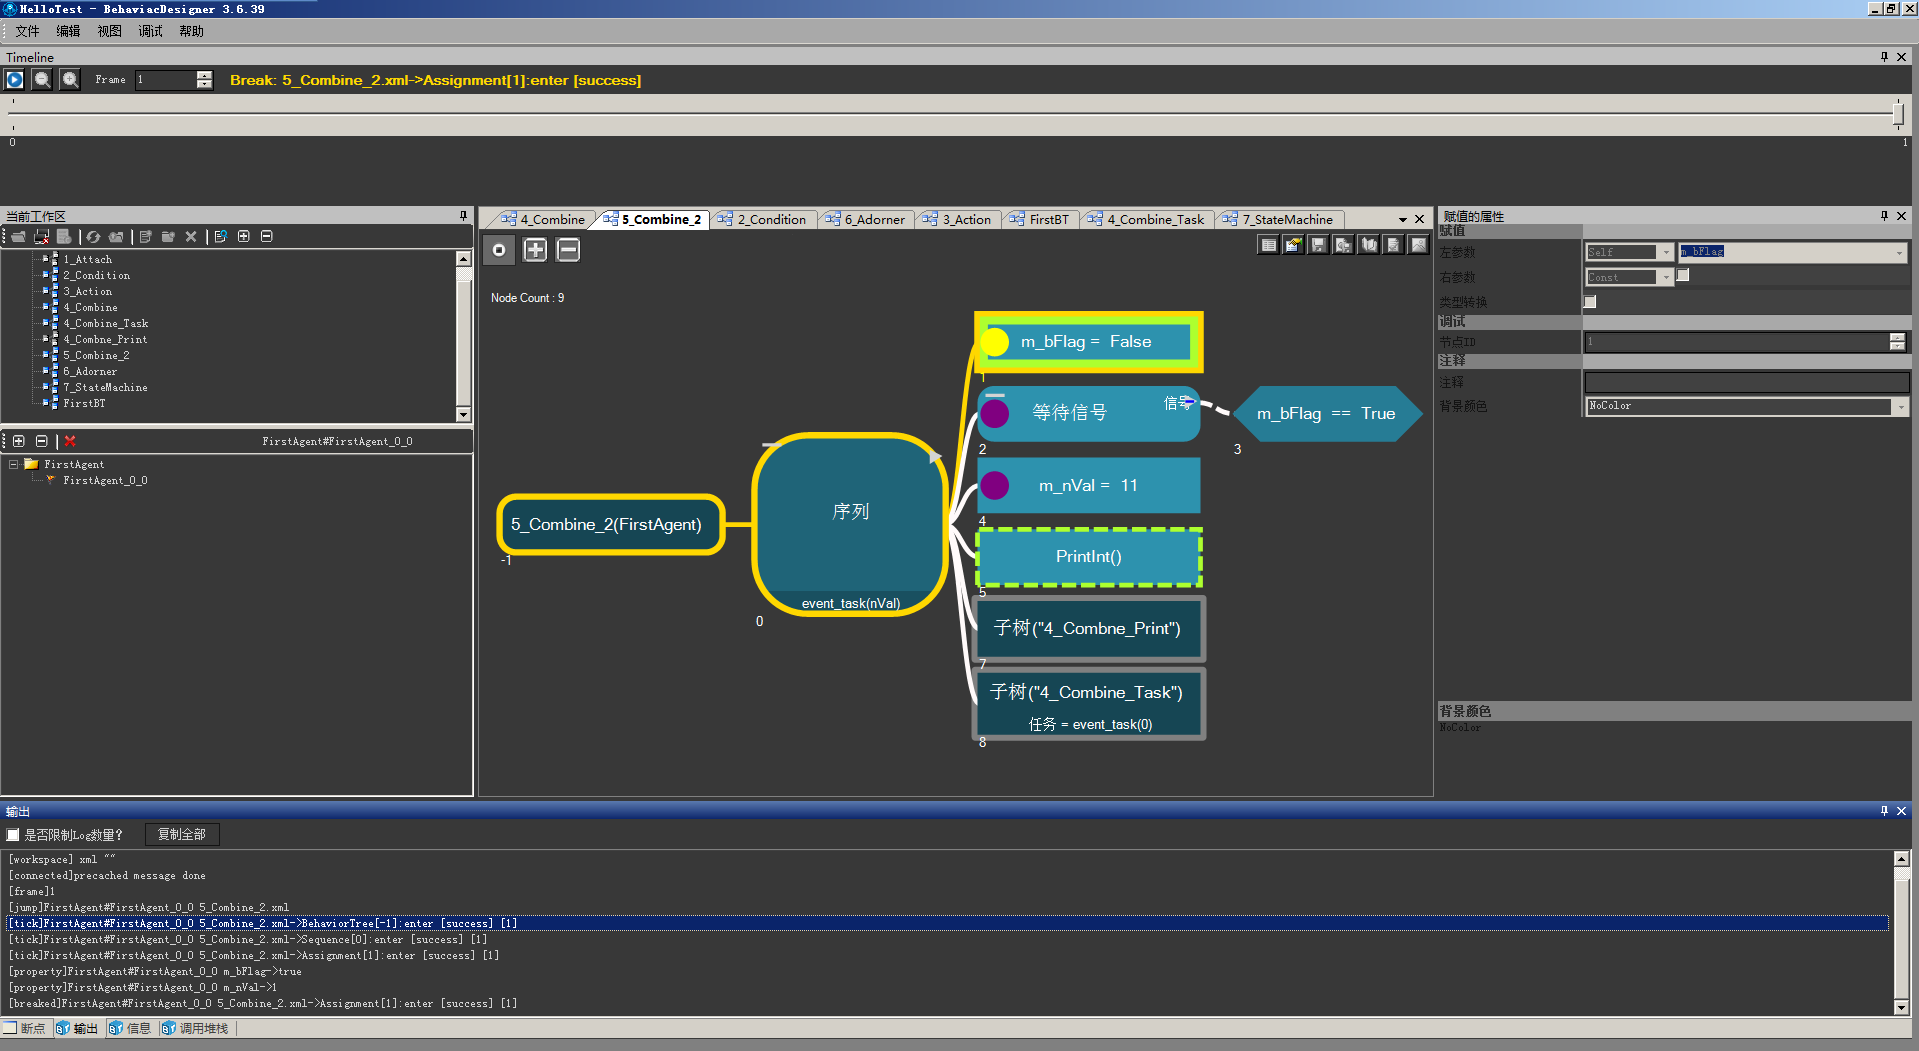 HelloTest - BehaviacDesigner 3.6.39
文件 编辑 视图 调试 帮助
Timeline
Frame 1 Break: 5_Combine_2.xml->Assignment[1]:enter [success]
0 1
当前工作区
1_Attach
2_Condition
3_Action
4_Combine
4_Combine_Task
4_Combne_Print
5_Combine_2
6_Adorner
7_StateMachine
FirstBT
FirstAgent#FirstAgent_0_0
FirstAgent
FirstAgent_0_0
4_Combine 5_Combine_2 2_Condition 6_Adorner 3_Action FirstBT 4_Combine_Task 7_StateMachine
Node Count : 9
5_Combine_2(FirstAgent)
-1
序列
event_task(nVal)
0
m_bFlag = False
1
等待信号 信号
2
m_bFlag == True
3
m_nVal = 11
4
PrintInt()
5
子树("4_Combne_Print")
7
子树("4_Combine_Task")
任务 = event_task(0)
8
赋值的属性
赋值
左参数 Self m_bFlag
右参数 Const
类型转换
调试
节点ID 1
注释
注释
背景颜色 NoColor
背景颜色
NoColor
输出
是否限制Log数量? 复制全部
[workspace] xml ""
[connected]precached message done
[frame]1
[jump]FirstAgent#FirstAgent_0_0 5_Combine_2.xml
[tick]FirstAgent#FirstAgent_0_0 5_Combine_2.xml->BehaviorTree[-1]:enter [success] [1]
[tick]FirstAgent#FirstAgent_0_0 5_Combine_2.xml->Sequence[0]:enter [success] [1]
[tick]FirstAgent#FirstAgent_0_0 5_Combine_2.xml->Assignment[1]:enter [success] [1]
[property]FirstAgent#FirstAgent_0_0 m_bFlag->true
[property]FirstAgent#FirstAgent_0_0 m_nVal->1
[breaked]FirstAgent#FirstAgent_0_0 5_Combine_2.xml->Assignment[1]:enter [success] [1]
断点 输出 信息 调用堆栈